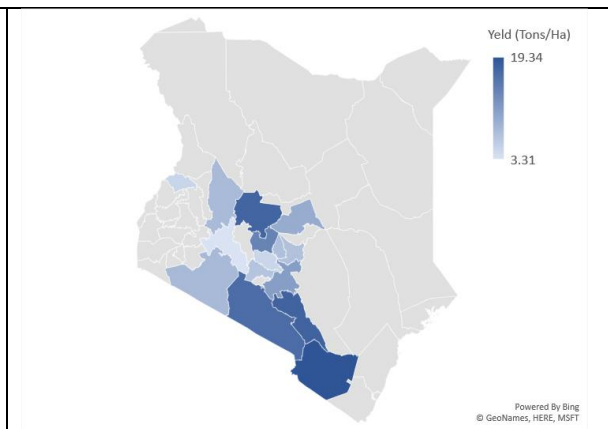 Yeld (Tons/Ha)
19.34
3.31
Powered By Bing
© GeoNames, HERE, MSFT